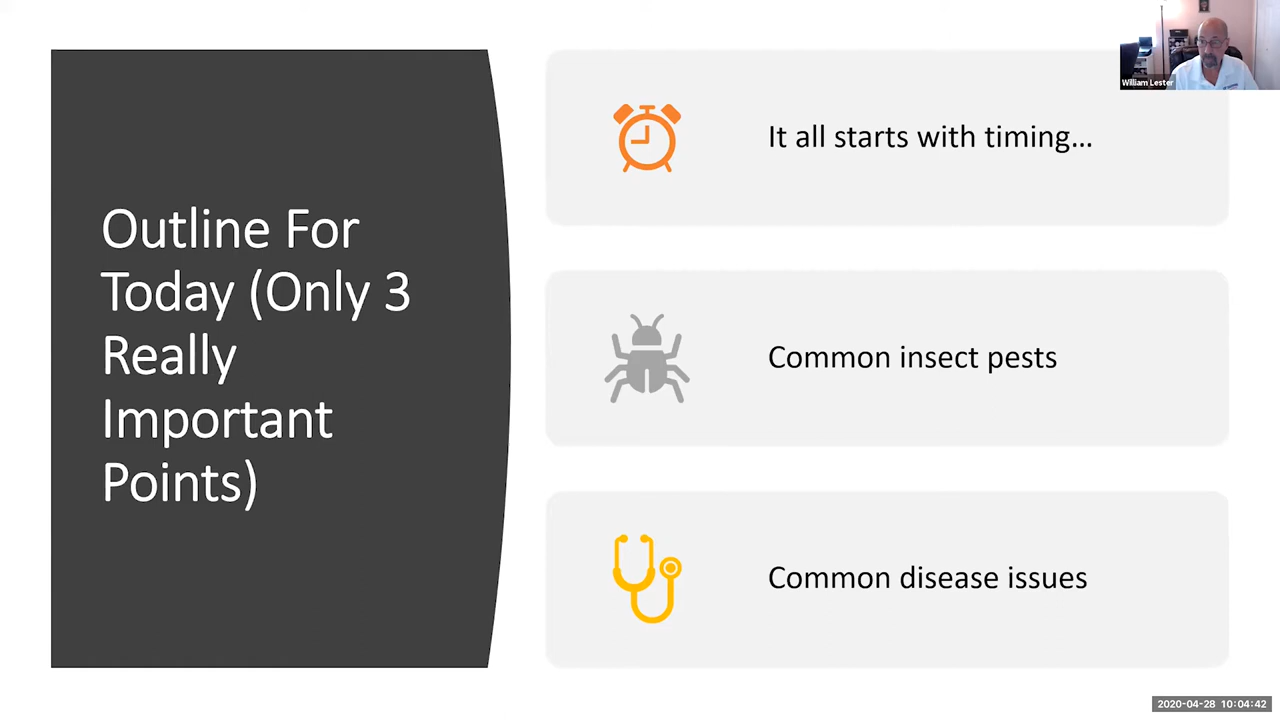 Outline For
Today (Only 3
Really
Important
Points)
It all starts with timing...
Common insect pests
Common disease issues
William Lester
2020-04-28 10:04:42